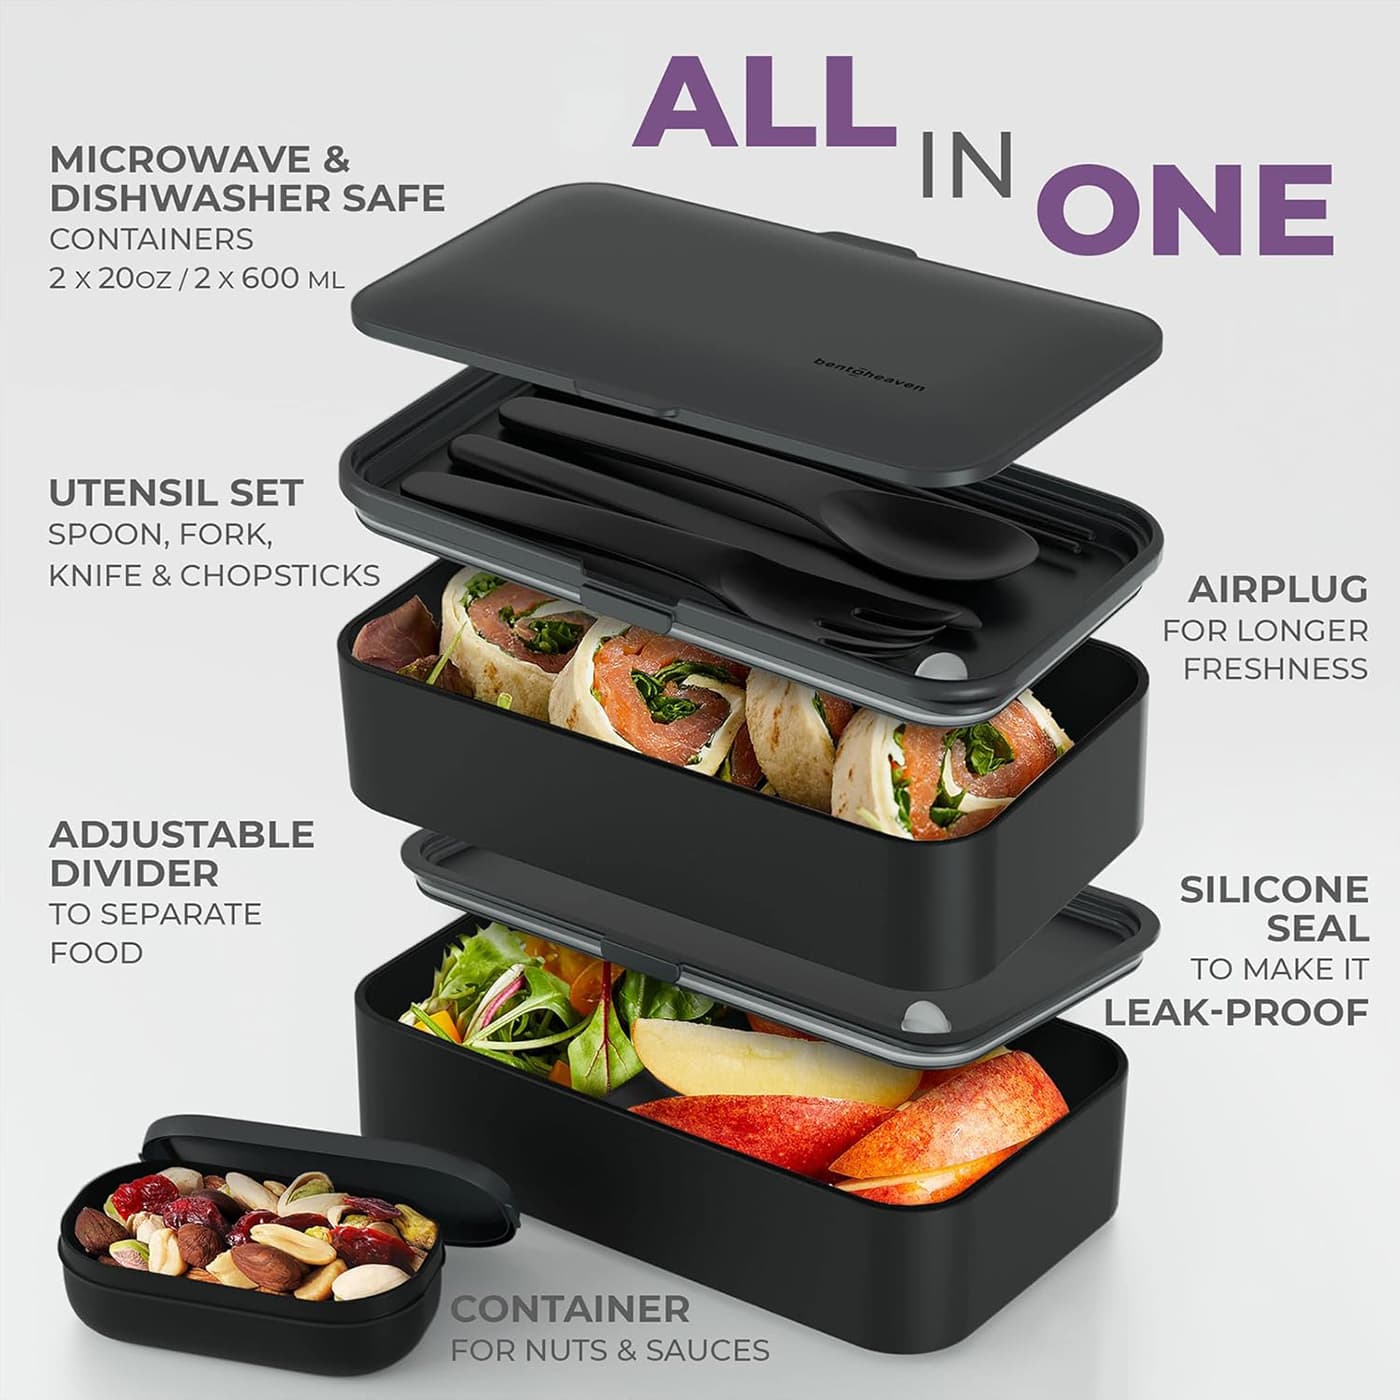 ALL
IN
ONE
MICROWAVE &
DISHWASHER SAFE
CONTAINERS
2 X 20OZ / 2 X 600 ML
bentoheaven
UTENSIL SET
SPOON, FORK,
KNIFE & CHOPSTICKS
AIRPLUG
FOR LONGER
FRESHNESS
ADJUSTABLE
DIVIDER
TO SEPARATE
FOOD
SILICONE
SEAL
TO MAKE IT
LEAK-PROOF
CONTAINER
FOR NUTS & SAUCES